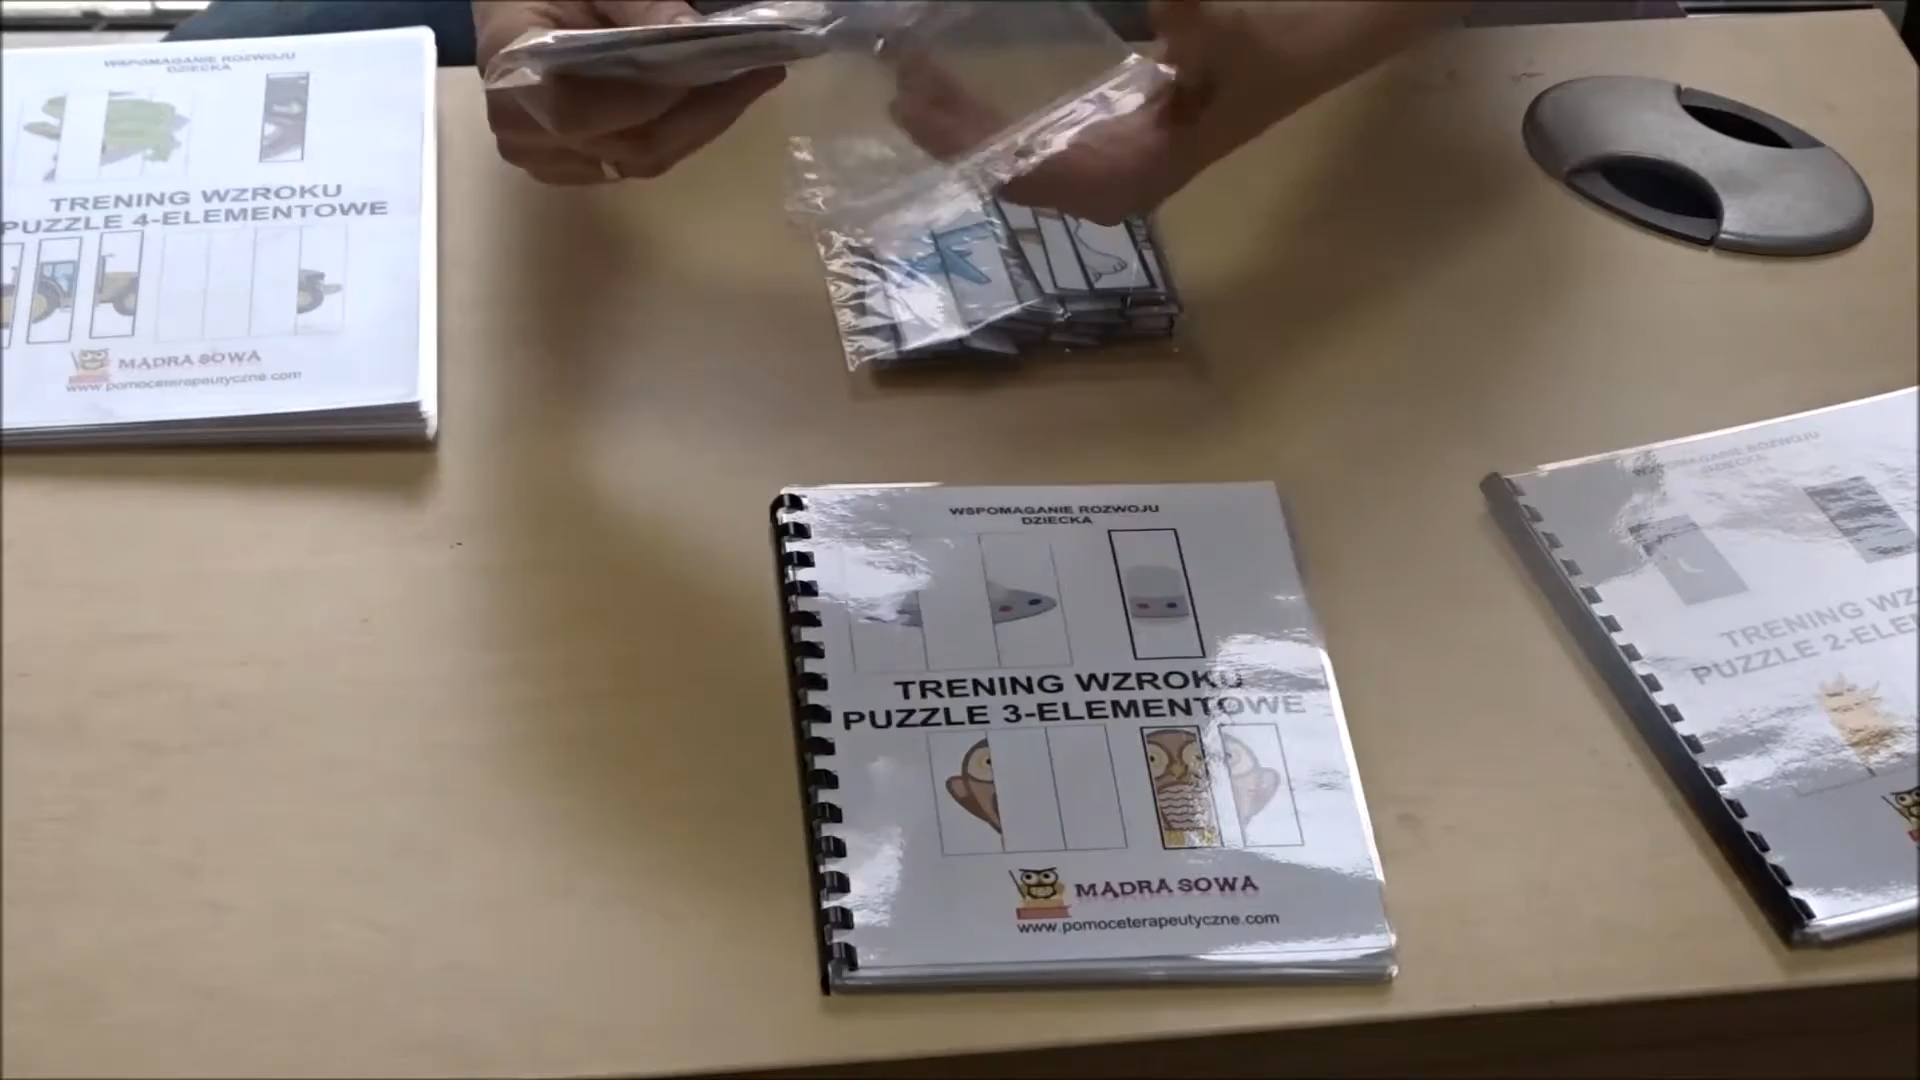 WSPOMAGANIE ROZWOJU
DZIECKA
TRENING WZROKU
PUZZLE 4-ELEMENTOWE
MĄDRA SOWA
www.pomoceterapeutyczne.com
WSPOMAGANIE ROZWOJU
DZIECKA
TRENING WZROKU
PUZZLE 3-ELEMENTOWE
MĄDRA SOWA
www.pomoceterapeutyczne.com
WSPOMAGANIE ROZWOJU
DZIECKA
TRENING WZ
PUZZLE 2-ELE